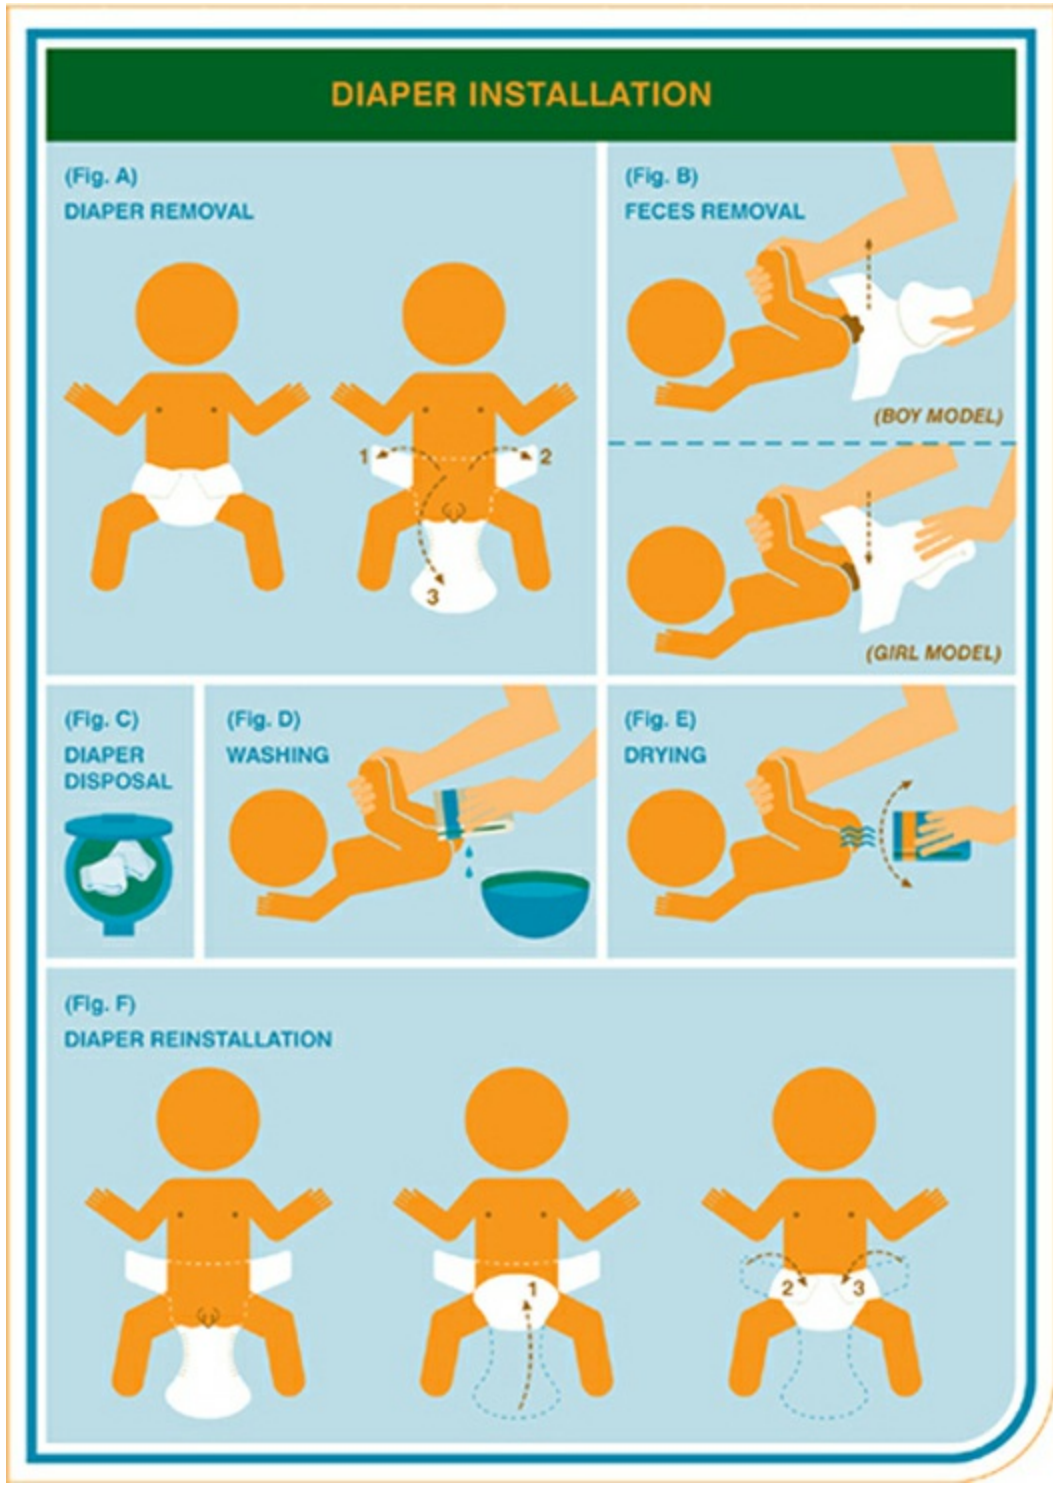 DIAPER INSTALLATION
(Fig. A)
DIAPER REMOVAL
1
2
3
(Fig. B)
FECES REMOVAL
(BOY MODEL)
(GIRL MODEL)
(Fig. C)
DIAPER
DISPOSAL
(Fig. D)
WASHING
(Fig. E)
DRYING
(Fig. F)
DIAPER REINSTALLATION
1
2
3